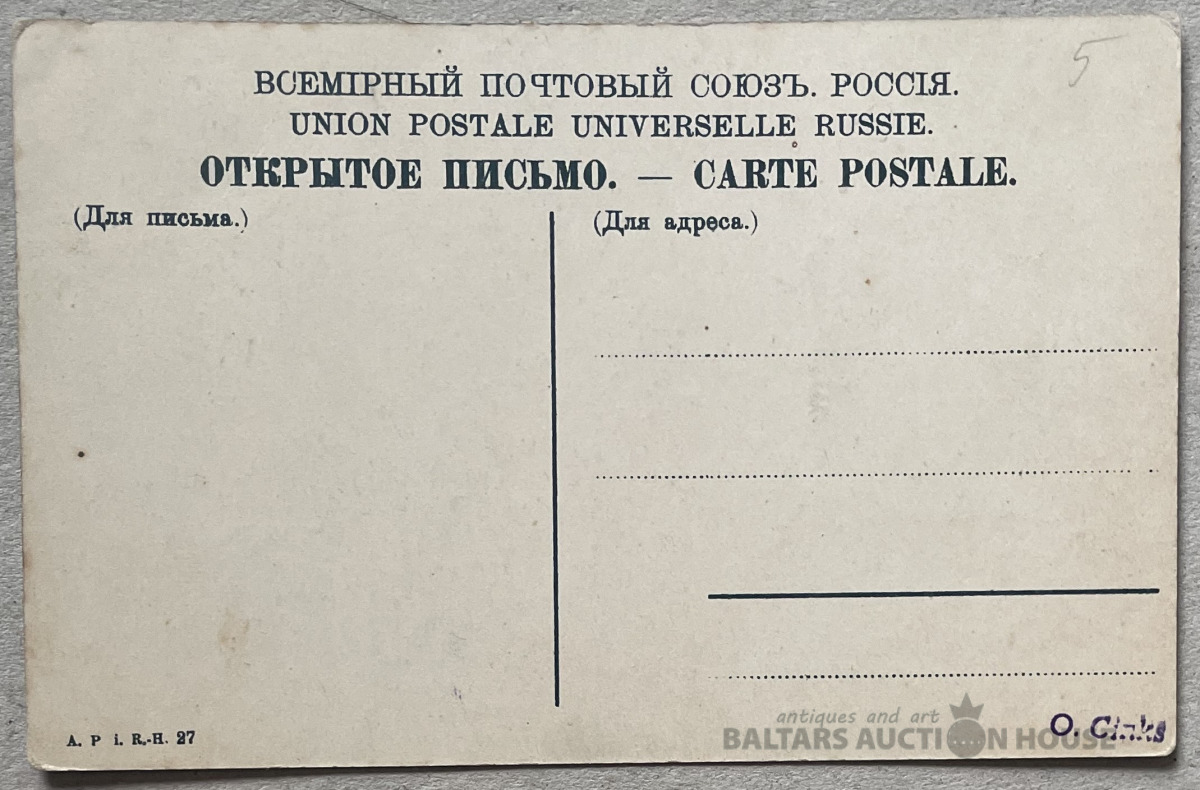 5
ВСЕМІРНЫЙ ПОЧТОВЫЙ СОЮЗЪ. РОССІЯ.
UNION POSTALE UNIVERSELLE RUSSIE.
ОТКРЫТОЕ ПИСЬМО. — CARTE POSTALE.
(Для письма.)
(Для адреса.)
A. P i. R.-H. 27
antiques and art
BALTARS AUCTION HOUSE
O. Cinks